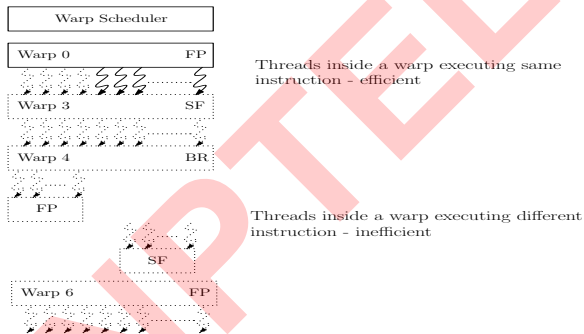 Warp Scheduler
Warp 0 FP
Threads inside a warp executing same
instruction - efficient
Warp 3 SF
Warp 4 BR
FP
Threads inside a warp executing different
instruction - inefficient
SF
Warp 6 FP
NPTEL